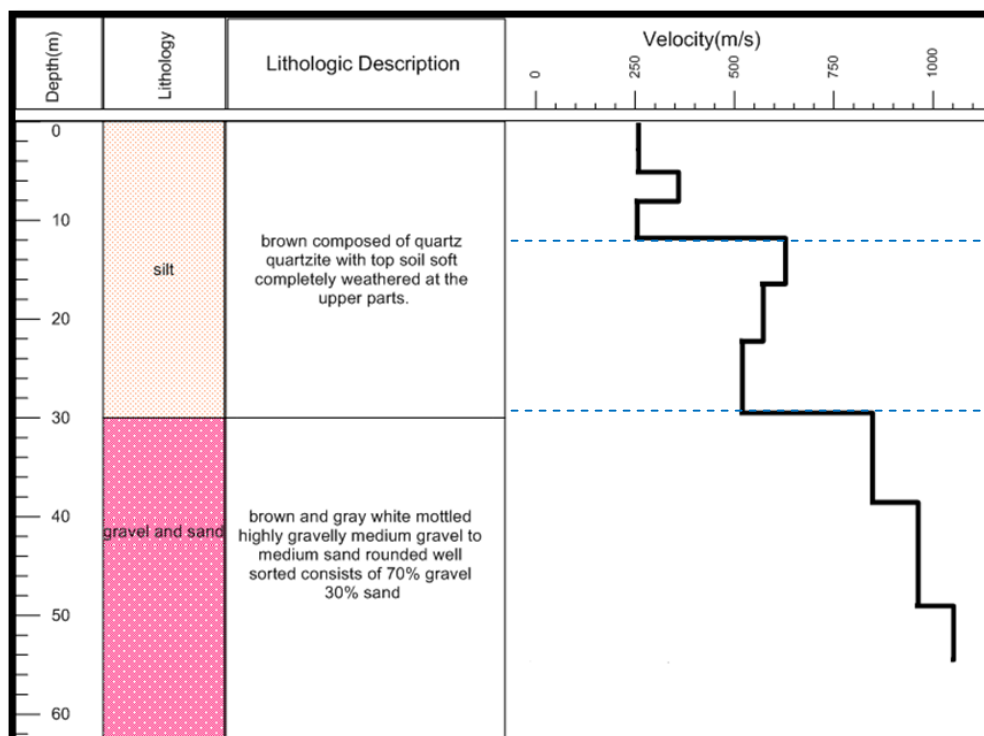 Depth(m)
Lithology
Lithologic Description
Velocity(m/s)
0
250
500
750
1000
0
10
20
30
40
50
60
silt
brown composed of quartz
quartzite with top soil soft
completely weathered at the
upper parts.
gravel and sand
brown and gray white mottled
highly gravelly medium gravel to
medium sand rounded well
sorted consists of 70% gravel
30% sand